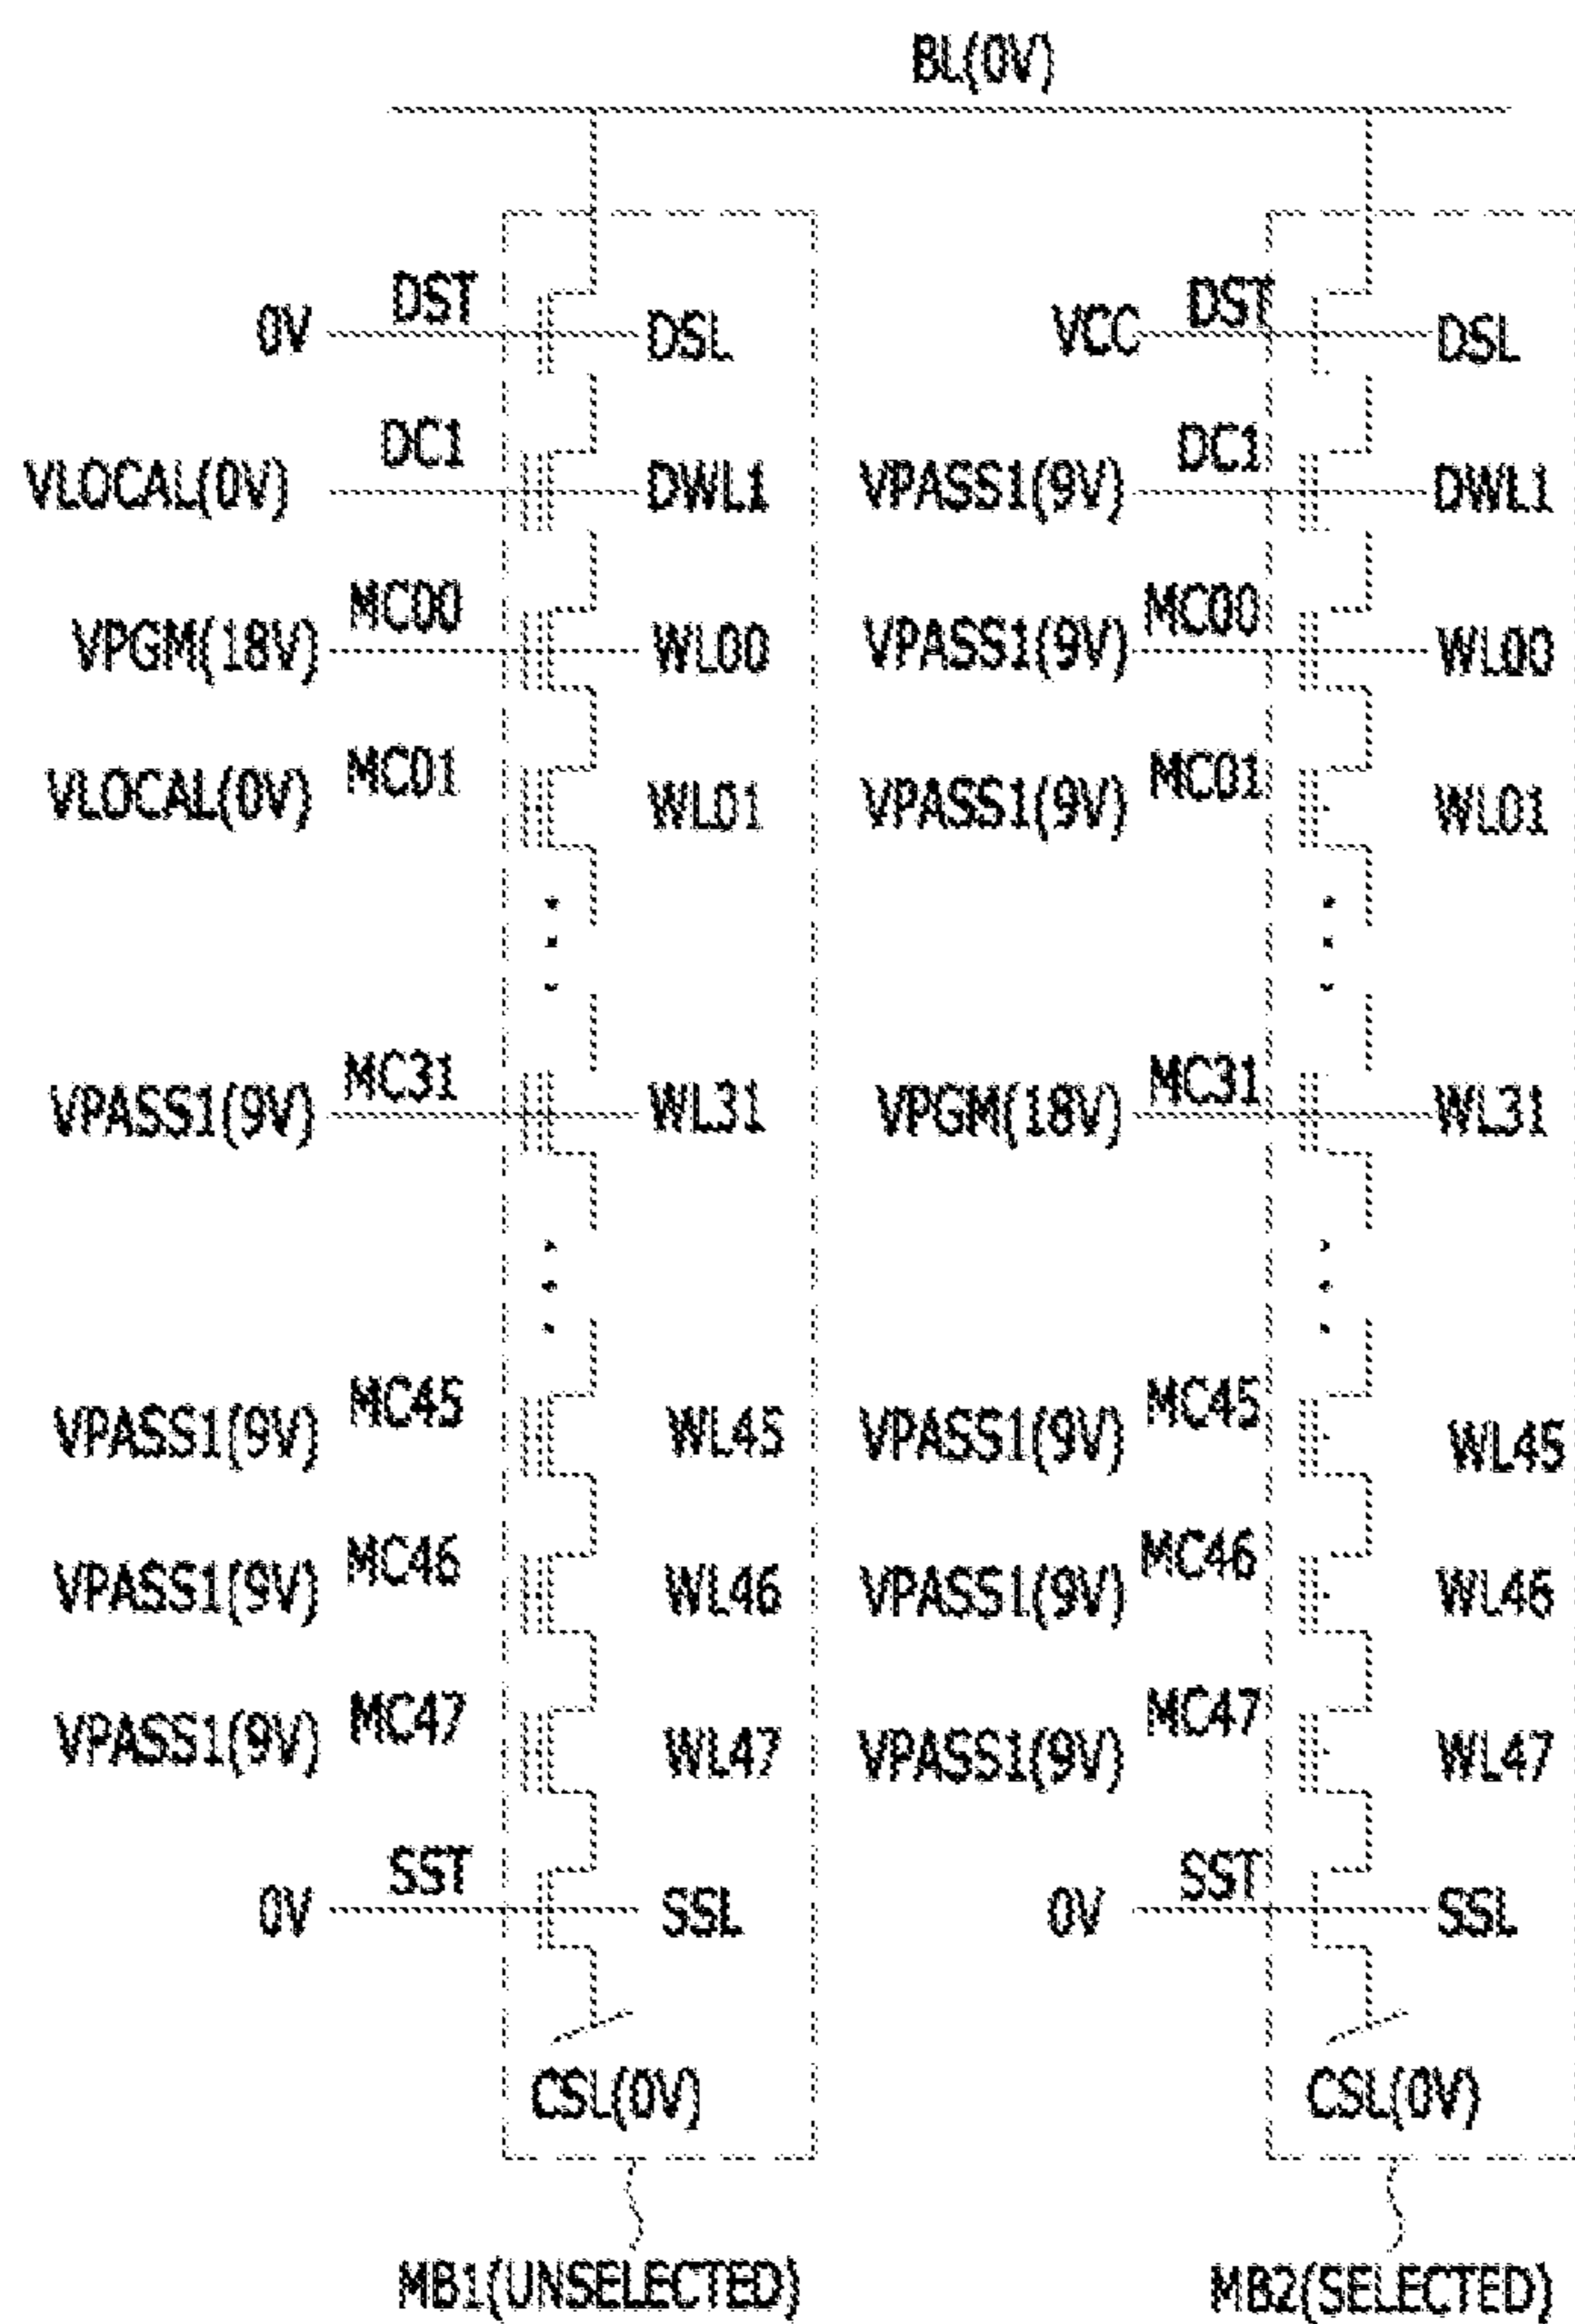 BL(0V)
0V DST DSL VCC DST DSL
VLOCAL(0V) DC1 DWL1 VPASS1(9V) DC1 DWL1
VPGM(18V) MC00 WL00 VPASS1(9V) MC00 WL00
VLOCAL(0V) MC01 WL01 VPASS1(9V) MC01 WL01
VPASS1(9V) MC31 WL31 VPGM(18V) MC31 WL31
VPASS1(9V) MC45 WL45 VPASS1(9V) MC45 WL45
VPASS1(9V) MC46 WL46 VPASS1(9V) MC46 WL46
VPASS1(9V) MC47 WL47 VPASS1(9V) MC47 WL47
0V SST SSL 0V SST SSL
CSL(0V) CSL(0V)
MB1(UNSELECTED) MB2(SELECTED)